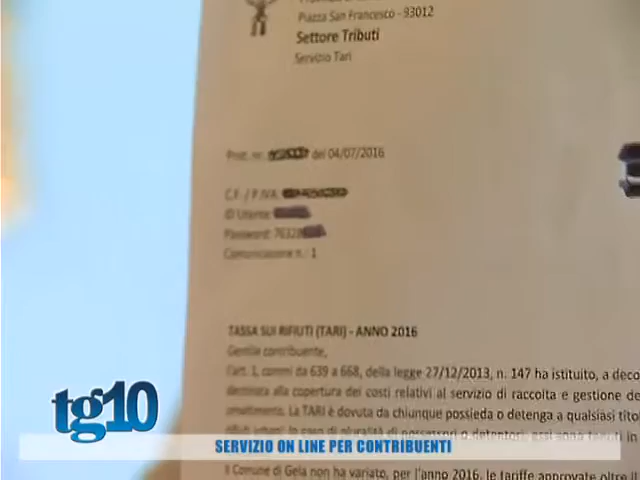 Piazza San Francesco - 93012
Settore Tributi
Servizio Tari
Prot. nr. del 04/07/2016
C.F. / P.IVA:
ID Utente:
Password: 76328
Comunicazione n.: 1
TASSA SUI RIFIUTI (TARI) - ANNO 2016
Gentile contribuente,
l'art. 1, commi da 639 a 668, della legge 27/12/2013, n. 147 ha istituito, a deco
destinata alla copertura dei costi relativi al servizio di raccolta e gestione de
smaltimento. La TARI è dovuta da chiunque possieda o detenga a qualsiasi titol
Il Comune di Gela non ha variato, per l'anno 2016, le tariffe approvate oltre il
tg10
SERVIZIO ON LINE PER CONTRIBUENTI